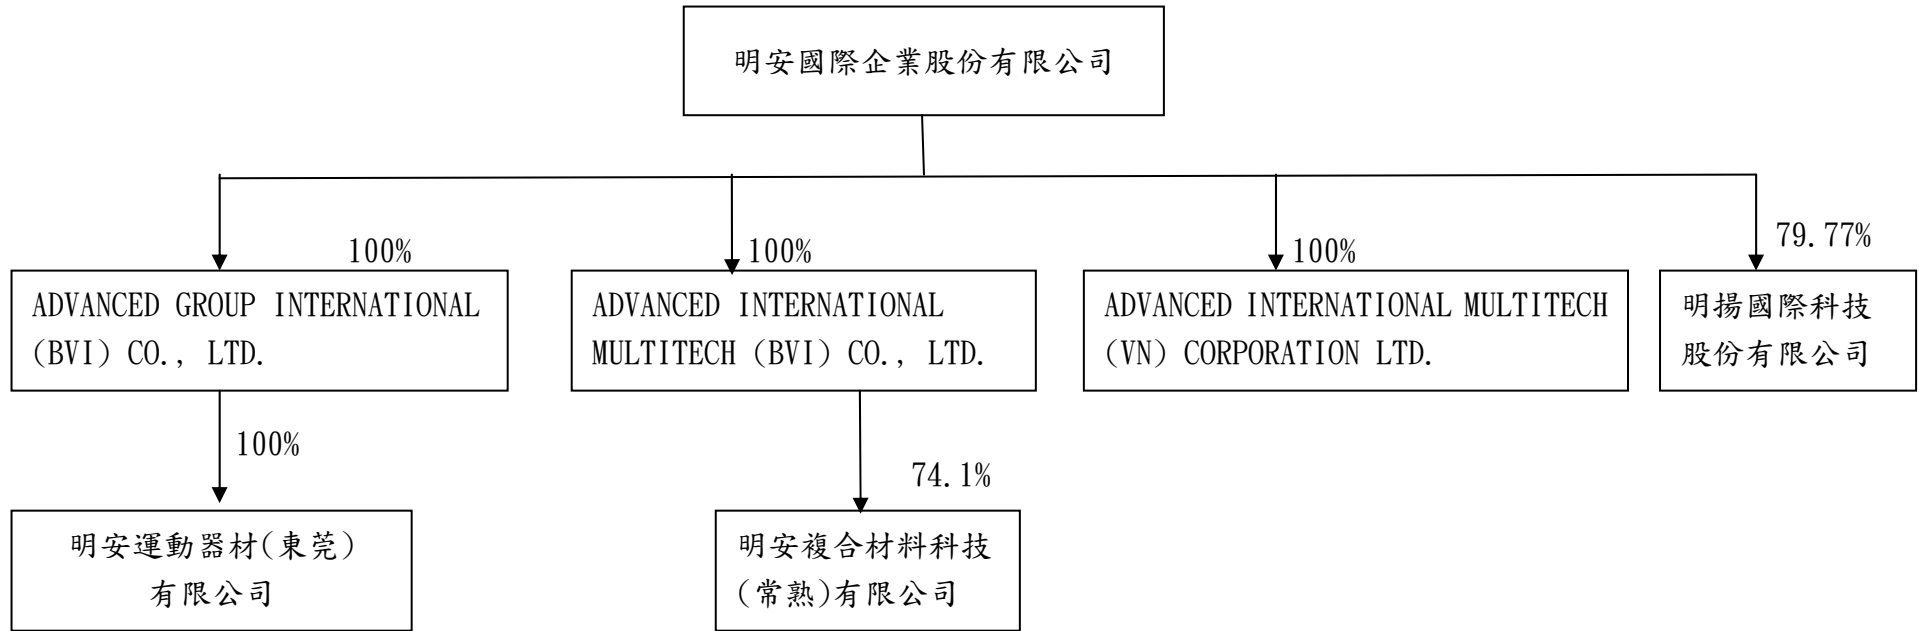 明安國際企業股份有限公司
100%
100%
100%
79.77%
ADVANCED GROUP INTERNATIONAL
(BVI) CO., LTD.
ADVANCED INTERNATIONAL
MULTITECH (BVI) CO., LTD.
ADVANCED INTERNATIONAL MULTITECH
(VN) CORPORATION LTD.
明揚國際科技
股份有限公司
100%
74.1%
明安運動器材(東莞)
有限公司
明安複合材料科技
(常熟)有限公司